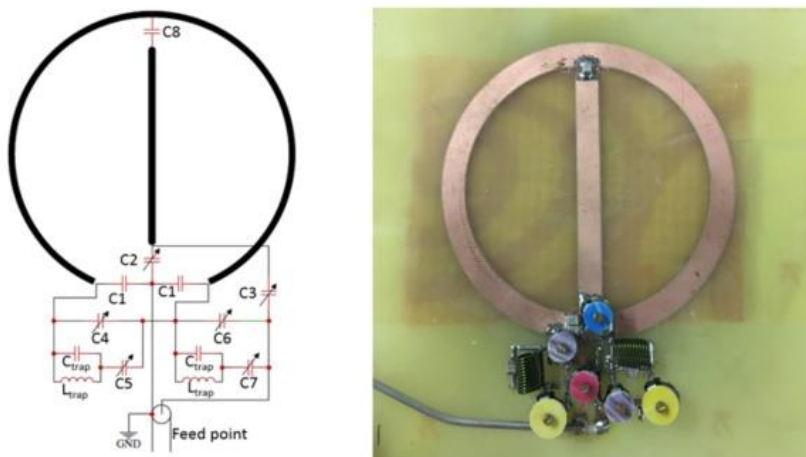 C8
C2
C1
C1
C3
C4
C6
Ctrap
C5
Ctrap
C7
Ltrap
Ltrap
GND
Feed point